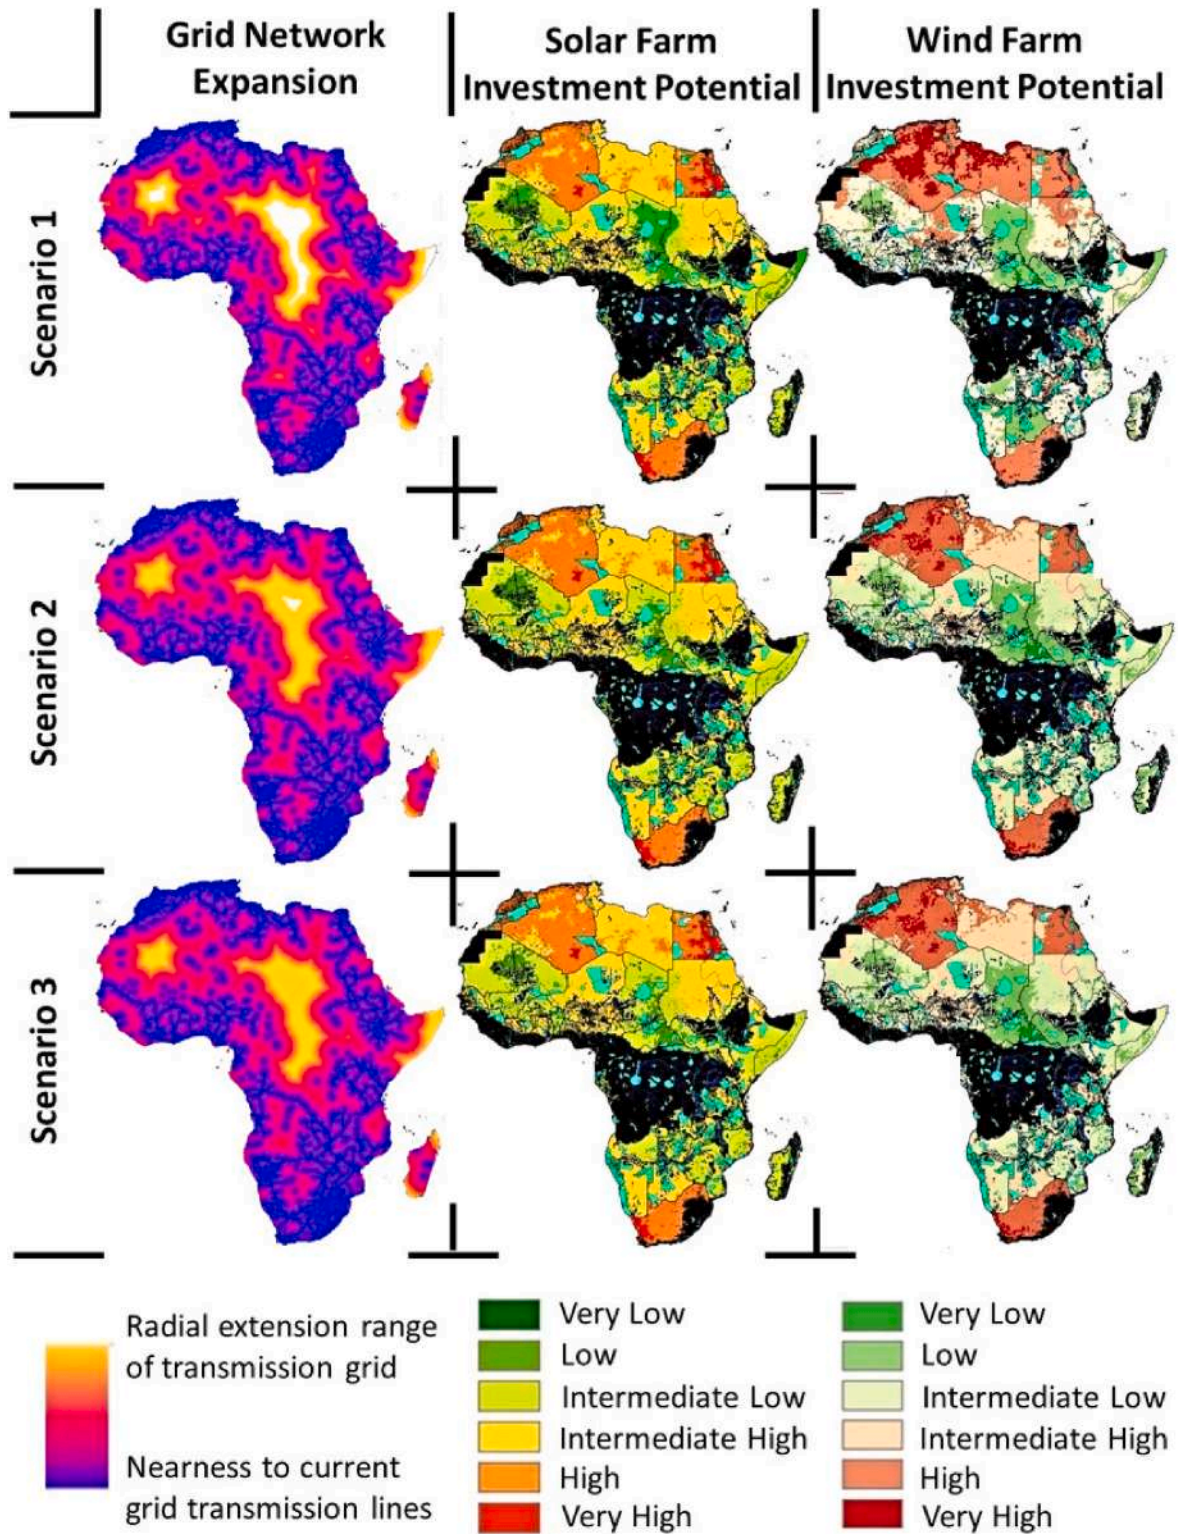 Grid Network
Expansion
Solar Farm
Investment Potential
Wind Farm
Investment Potential
Scenario 1
Scenario 2
Scenario 3
Radial extension range
of transmission grid
Nearness to current
grid transmission lines
Very Low
Low
Intermediate Low
Intermediate High
High
Very High
Very Low
Low
Intermediate Low
Intermediate High
High
Very High